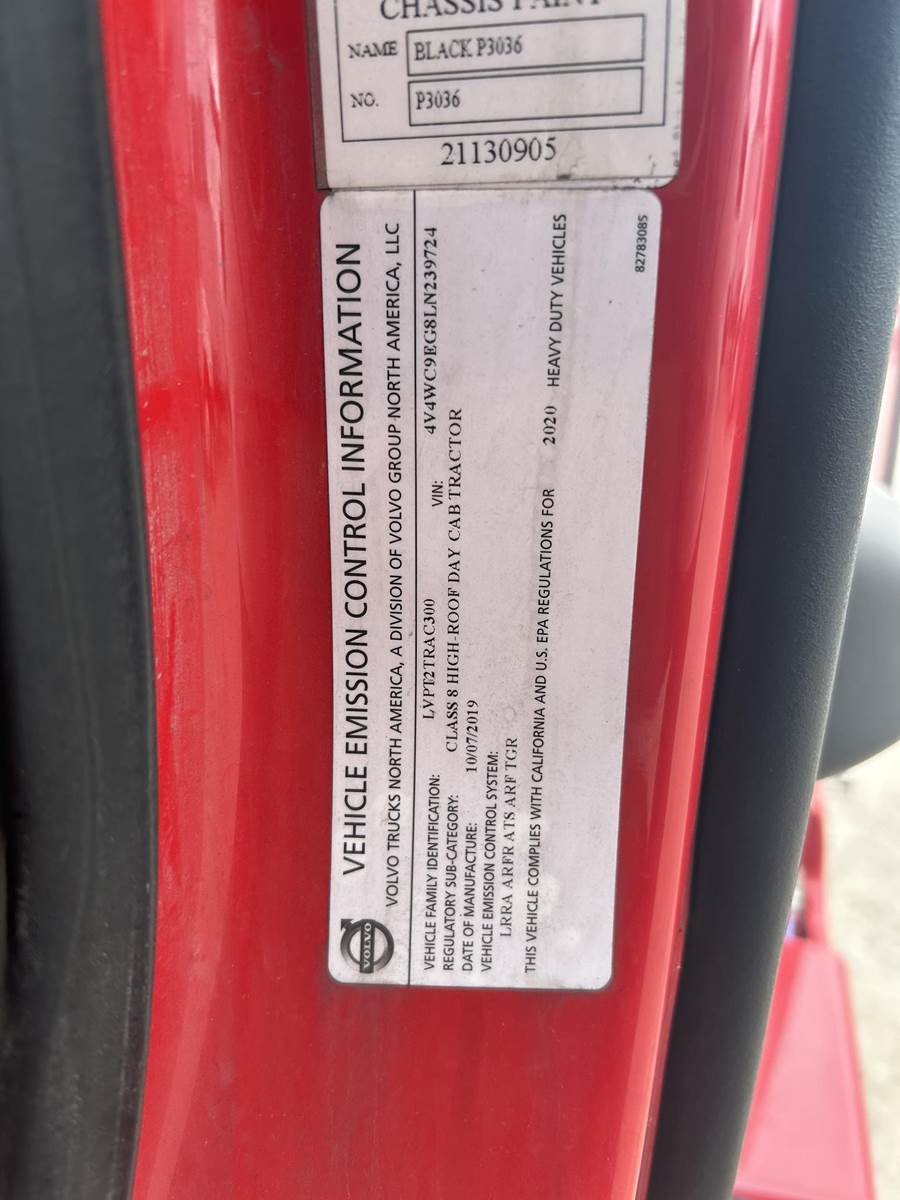 CHASSIS PAINT
NAME BLACK P3036
NO. P3036
21130905
VOLVO
VEHICLE EMISSION CONTROL INFORMATION
VOLVO TRUCKS NORTH AMERICA, A DIVISION OF VOLVO GROUP NORTH AMERICA, LLC
VEHICLE FAMILY IDENTIFICATION: LVPT2TRAC300 VIN: 4V4WC9EG8LN239724
REGULATORY SUB-CATEGORY: CLASS 8 HIGH-ROOF DAY CAB TRACTOR
DATE OF MANUFACTURE: 10/07/2019
VEHICLE EMISSION CONTROL SYSTEM:
LRRA ARFR ATS ARF TGR
THIS VEHICLE COMPLIES WITH CALIFORNIA AND U.S. EPA REGULATIONS FOR 2020 HEAVY DUTY VEHICLES
82783085